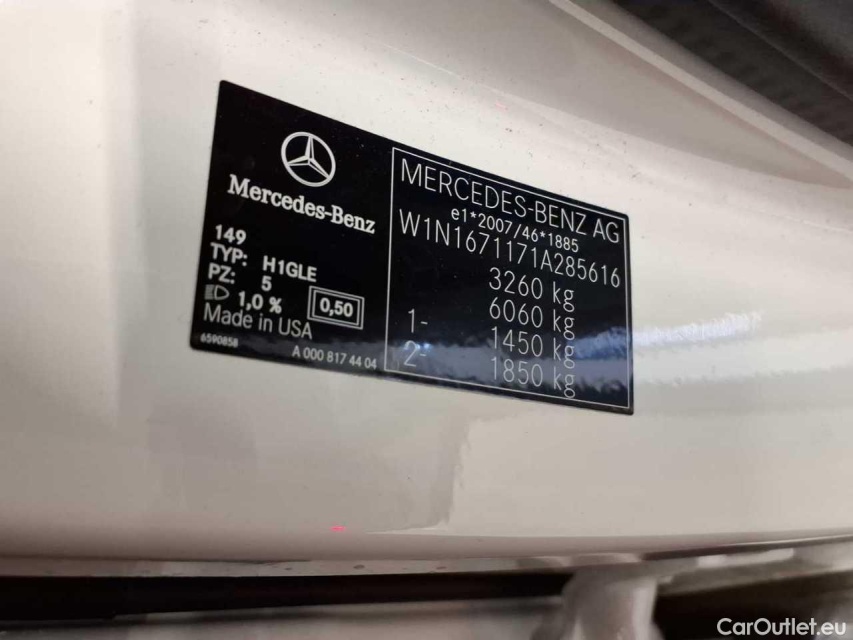 Mercedes-Benz
149
TYP: H1GLE
PZ: 5
1,0 %
0,50
Made in USA
6590858
A 000 817 44 04
MERCEDES-BENZ AG
e1*2007/46*1885
W1N1671171A285616
3260 kg
6060 kg
1- 1450 kg
2- 1850 kg
CarOutlet.eu